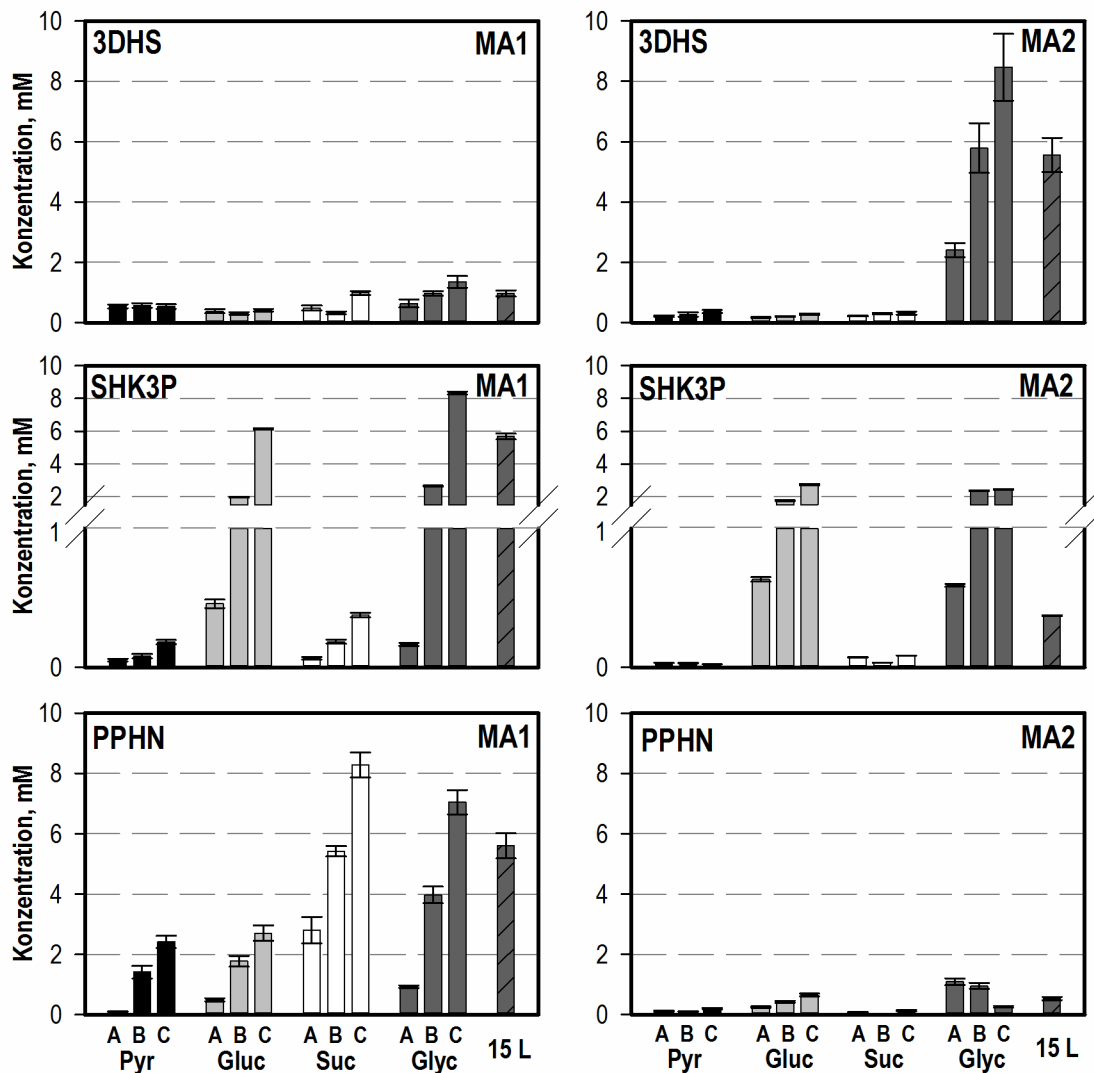 3DHS MA1
Konzentration, mM
10
8
6
4
2
0
3DHS MA2
10
8
6
4
2
0
SHK3P MA1
Konzentration, mM
10
8
6
4
2
1
0
SHK3P MA2
10
8
6
4
2
1
0
PPHN MA1
Konzentration, mM
10
8
6
4
2
0
A B C A B C A B C A B C
Pyr Gluc Suc Glyc 15 L
PPHN MA2
10
8
6
4
2
0
A B C A B C A B C A B C
Pyr Gluc Suc Glyc 15 L